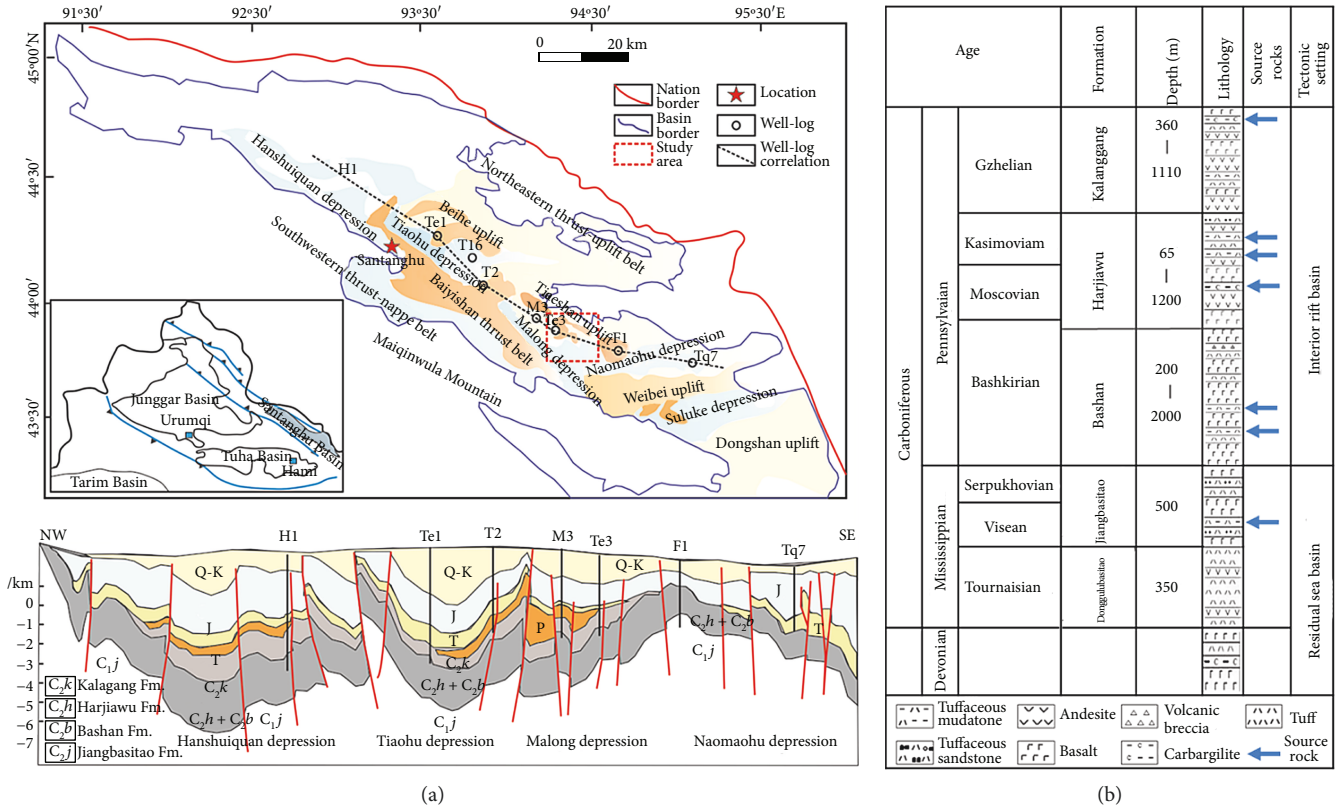 91°30′E
92°30′E
93°30′E
94°30′E
95°30′E
45°00′N
44°30′
44°00′
43°30′
0 20 km
Nation border
Location
Basin border
Well-log
Study area
Well-log correlation
Hanshuiquan depression
H1
Northeastern thrust-uplift belt
Beihe uplift
Te1
Tiaohu depression
T16
Santanghu
T2
Southwestern thrust-nappe belt
Baiyishan thrust belt
M3
Te3
Malong depression
F1
Naomaohu depression
Tq7
Maiqinwula Mountain
Weibei uplift
Suluke depression
Dongshan uplift
Junggar Basin
Urumqi
Santanghu Basin
Tuha Basin
Hami
Tarim Basin
NW
H1
Te1
T2
M3
Te3
F1
Tq7
SE
/km
0
−1
−2
−3
−4
−5
−6
−7
Q-K
Q-K
Q-K
J
J
J
T
T
T
P
T
C₁j
C₂k
C₂k
C₂h + C₂b
C₁j
C₂h + C₂b
C₁j
C₂h + C₂b
C₁j
C₂k Kalagang Fm.
C₂h Harjiawu Fm.
C₂b Bashan Fm.
C₂j Jiangbasitao Fm.
Hanshuiquan depression
Tiaohu depression
Malong depression
Naomaohu depression
(a)
Age
Formation
Depth (m)
Lithology
Source rocks
Tectonic setting
Carboniferous
Pennsylvaian
Gzhelian
Kalanggang
360
1110
Kasimovian
Moscovian
Harjiawu
65
1200
Bashkirian
Bashan
200
2000
Interior rift basin
Mississippian
Serpukhovian
Visean
Jiangbasitao
500
Tournaisian
350
Devonian
Residual sea basin
Tuffaceous mudatone
Andesite
Volcanic breccia
Tuff
Tuffaceous sandstone
Basalt
Carbargilite
Source rock
(b)